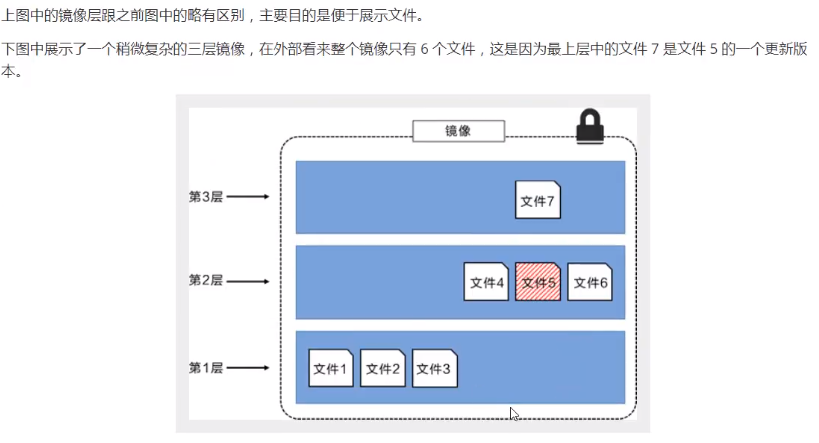 上图中的镜像层跟之前图中的略有区别，主要目的是便于展示文件。
下图中展示了一个稍微复杂的三层镜像，在外部看来整个镜像只有 6 个文件，这是因为最上层中的文件 7 是文件 5 的一个更新版
本。
镜像
第3层
文件7
第2层
文件4
文件5
文件6
第1层
文件1
文件2
文件3